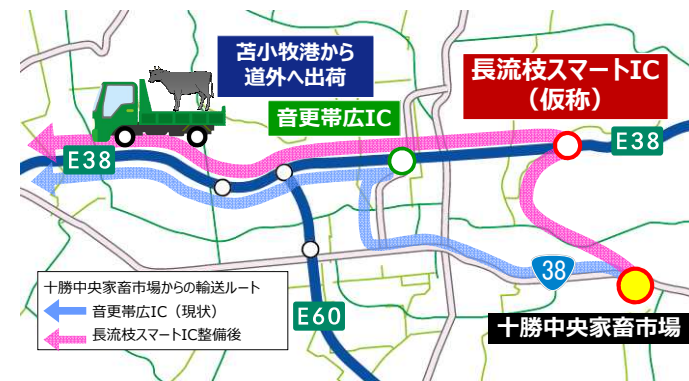 苫小牧港から
道外へ出荷
長流枝スマートIC
（仮称）
音更帯広IC
E38
E38
38
E60
十勝中央家畜市場
十勝中央家畜市場からの輸送ルート
音更帯広IC（現状）
長流枝スマートIC整備後